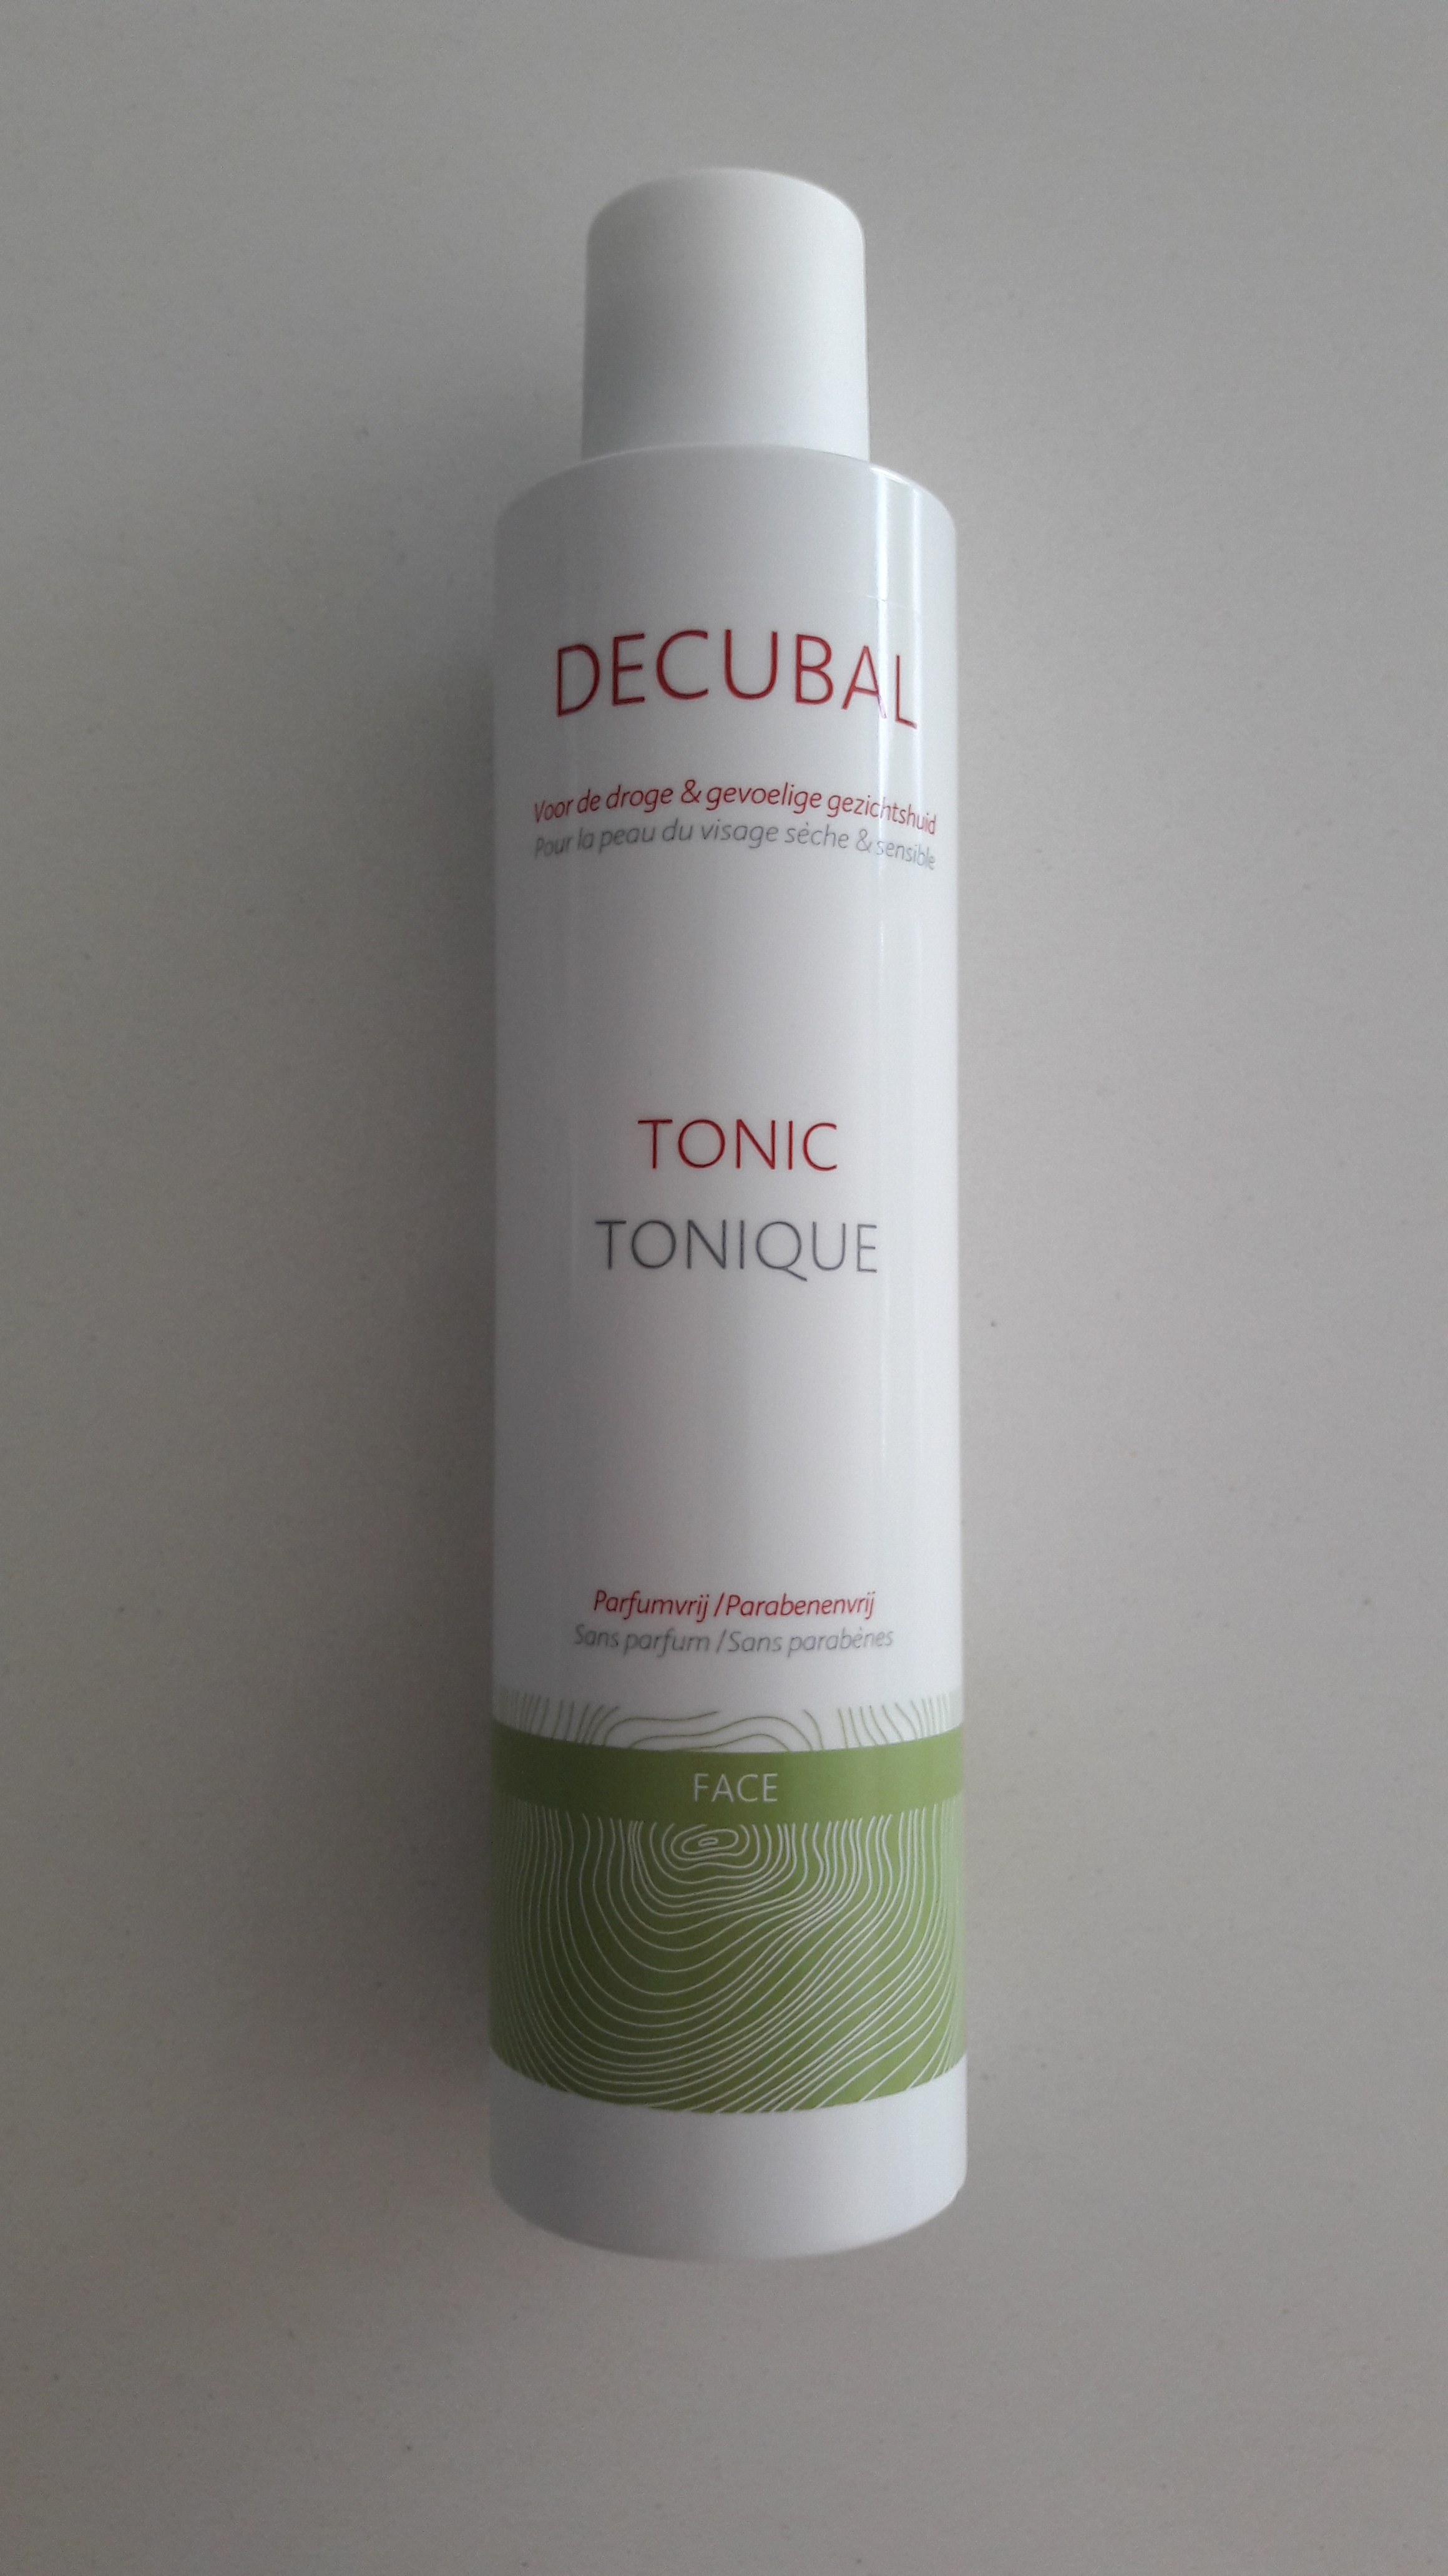 DECUBAL
Voor de droge & gevoelige gezichtshuid
Pour la peau du visage sèche & sensible
TONIC
TONIQUE
Parfumvrij / Parabenenvrij
Sans parfum / Sans parabènes
FACE